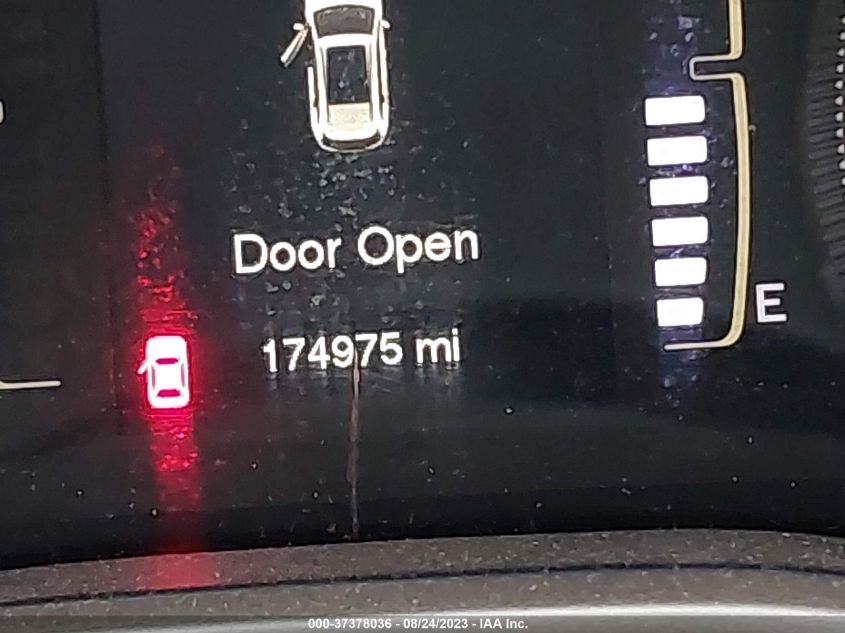 Door Open
E
174975 mi
000-37378036 - 08/24/2023 - IAA Inc.